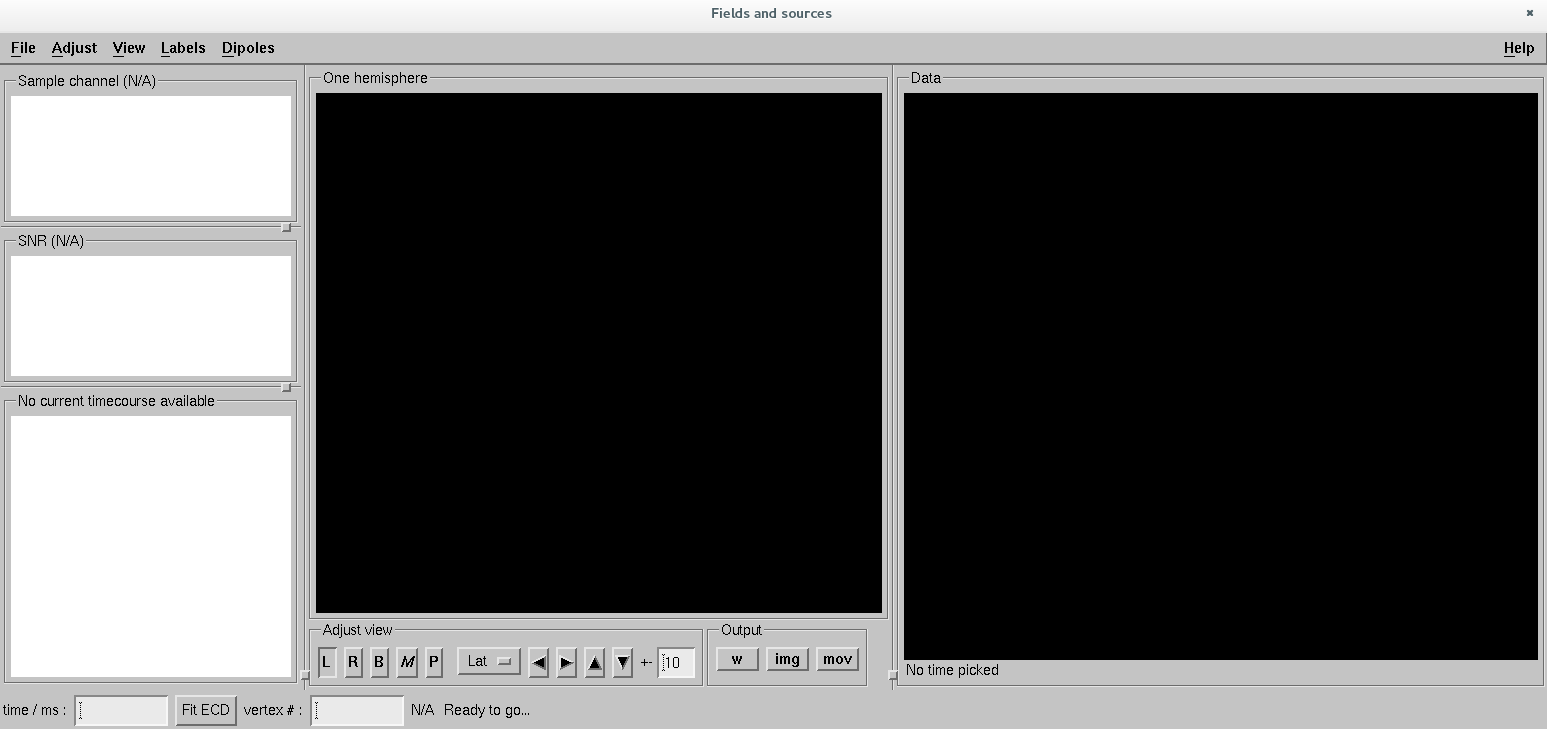 Fields and sources
File Adjust View Labels Dipoles Help
Sample channel (N/A)
SNR (N/A)
No current timecourse available
One hemisphere
Adjust view
L R B M P Lat +- 10
Output
w img mov
Data
No time picked
time / ms : Fit ECD vertex # : N/A Ready to go...